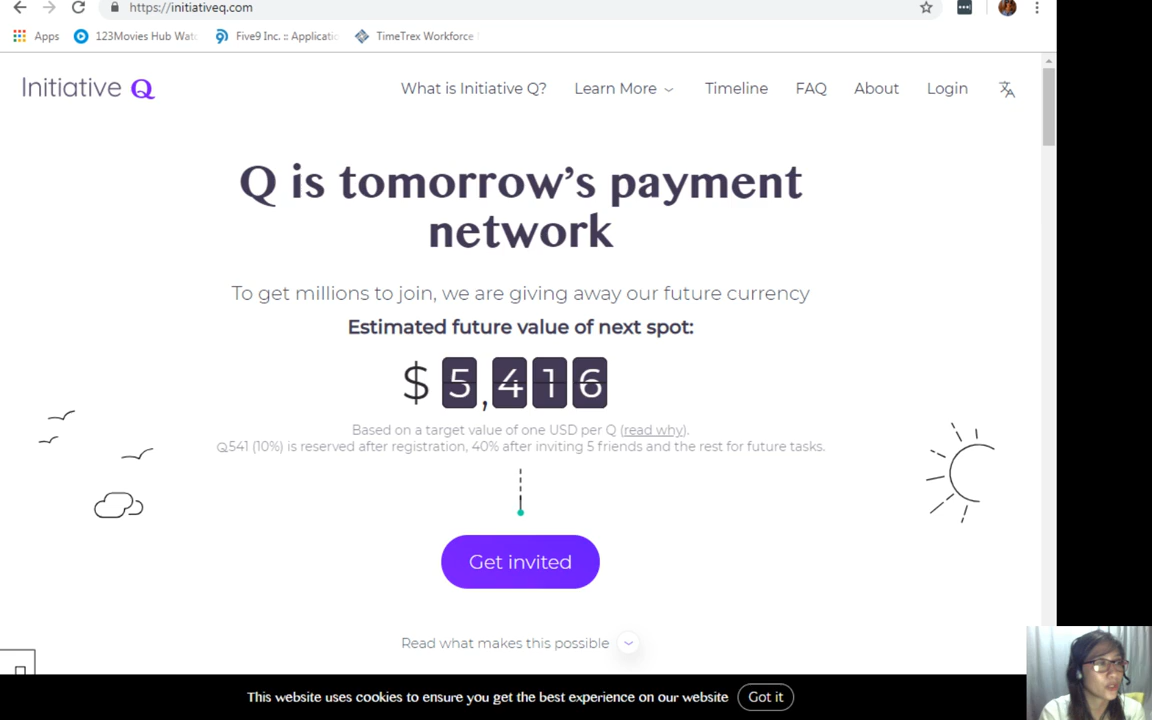 https://initiativeq.com
Apps
123Movies Hub Wat
Five9 Inc. :: Applicatic
TimeTrex Workforce
Initiative Q
What is Initiative Q?
Learn More
Timeline
FAQ
About
Login
Q is tomorrow's payment
network
To get millions to join, we are giving away our future currency
Estimated future value of next spot:
$ 5,416
Based on a target value of one USD per Q (read why).
Q541 (10%) is reserved after registration, 40% after inviting 5 friends and the rest for future tasks.
Get invited
Read what makes this possible
This website uses cookies to ensure you get the best experience on our website
Got it